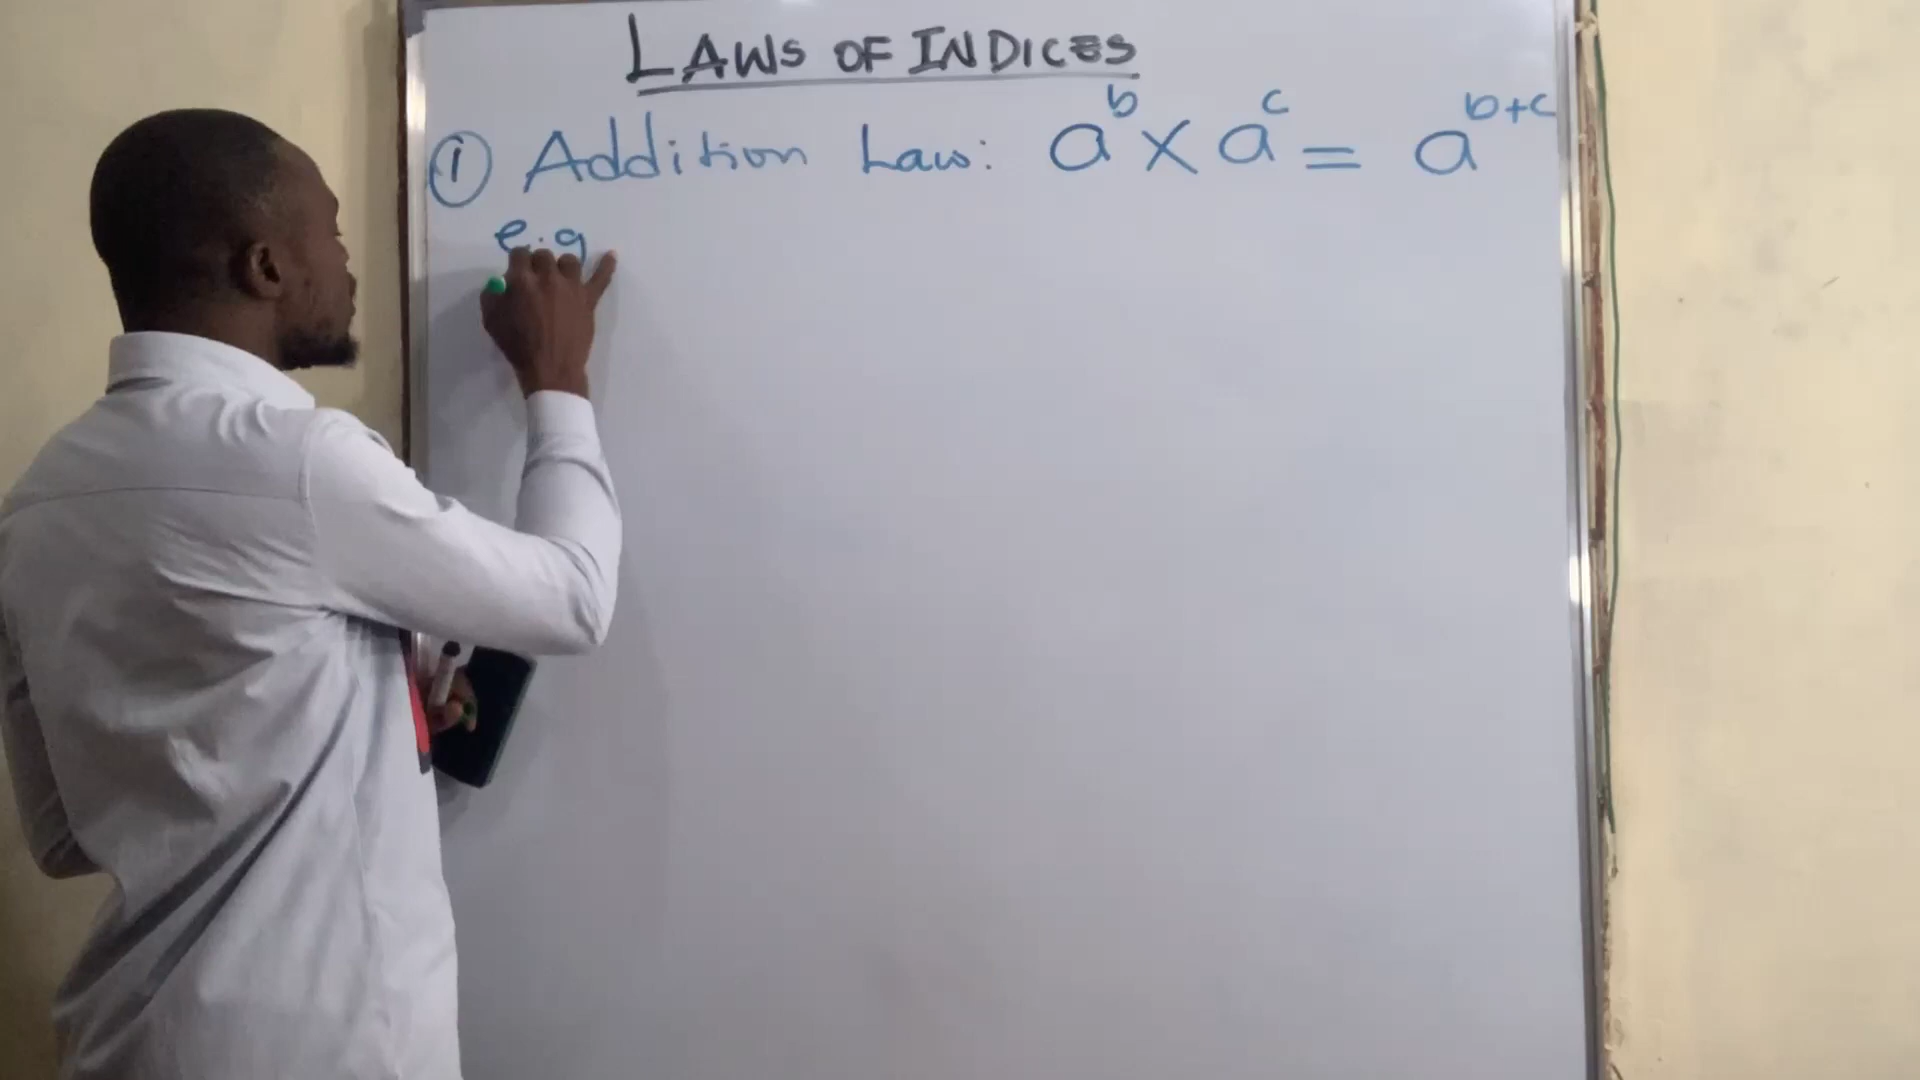 LAWS OF INDICES
① Addition Law: a^b × a^c = a^{b+c}
e.g